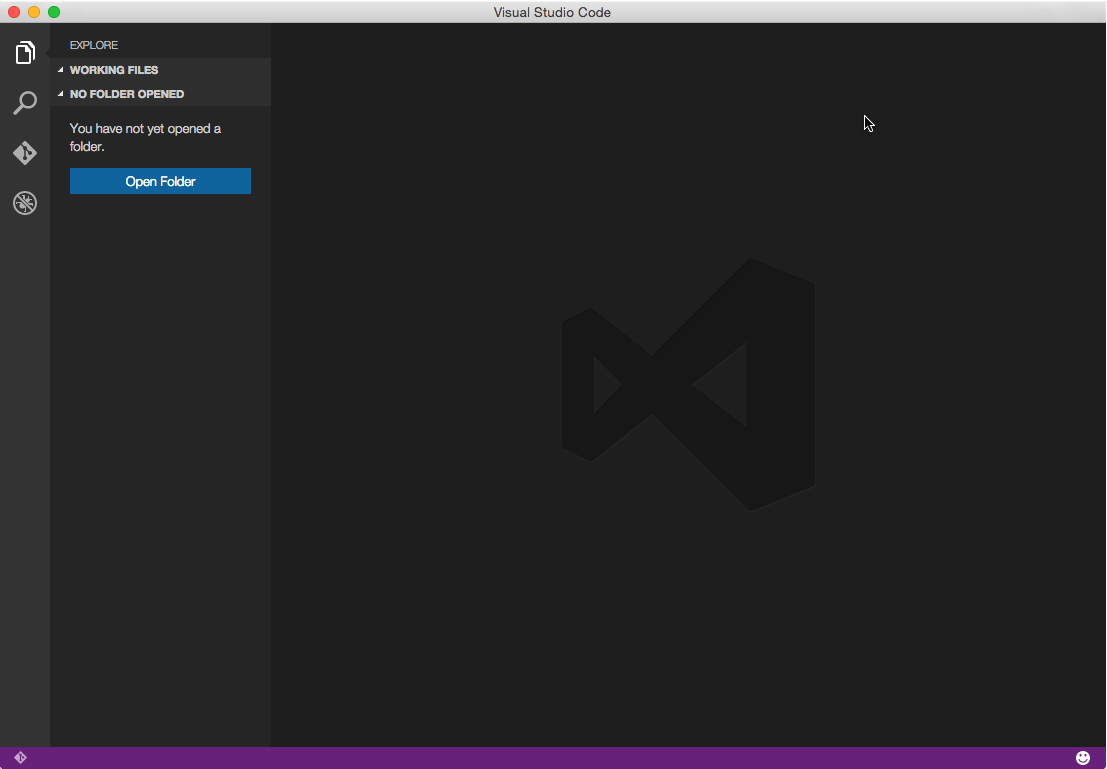 Visual Studio Code
EXPLORE
WORKING FILES
NO FOLDER OPENED
You have not yet opened a
folder.
Open Folder